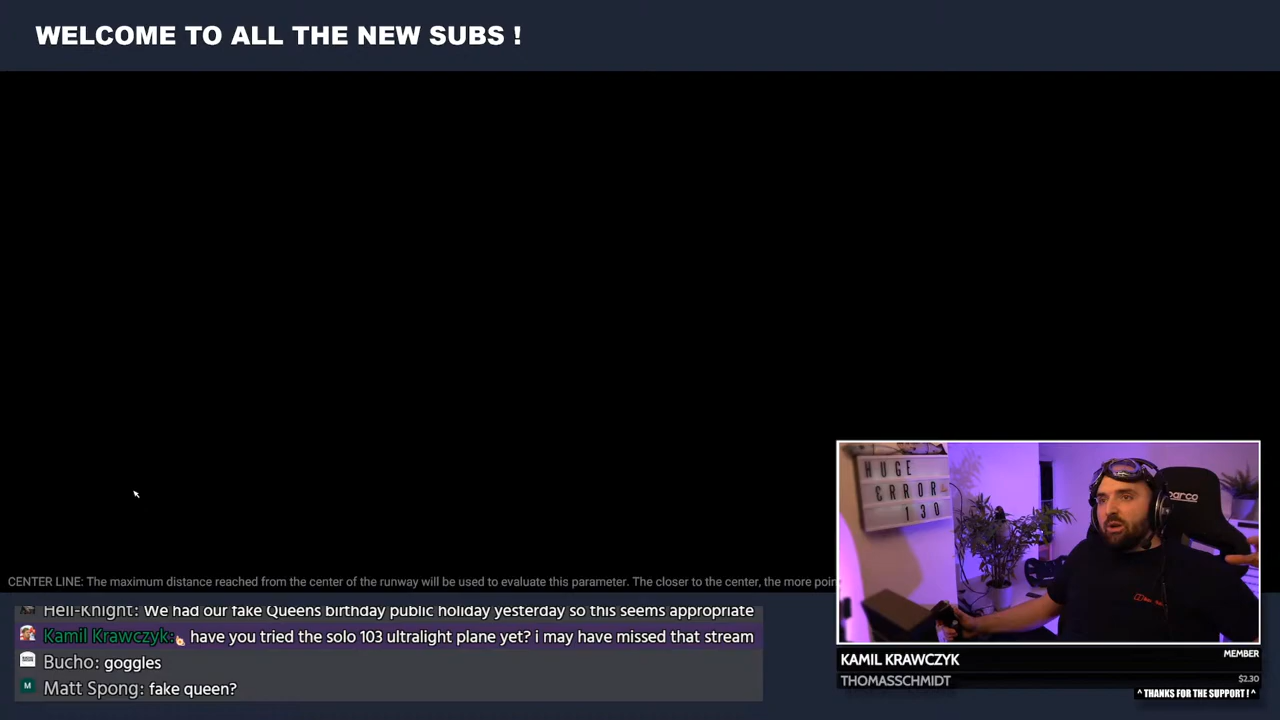 WELCOME TO ALL THE NEW SUBS !
HUGE
ERROR
130
CENTER LINE: The maximum distance reached from the center of the runway will be used to evaluate this parameter. The closer to the center, the more
Hell-Knight: We had our fake Queens birthday public holiday yesterday so this seems appropriate
Kamil Krawczyk: have you tried the solo 103 ultralight plane yet? i may have missed that stream
Bucho: goggles
M
Matt Spong: fake queen?
KAMIL KRAWCZYK
MEMBER
THOMASSCHMIDT
$2.30
^ THANKS FOR THE SUPPORT ! ^